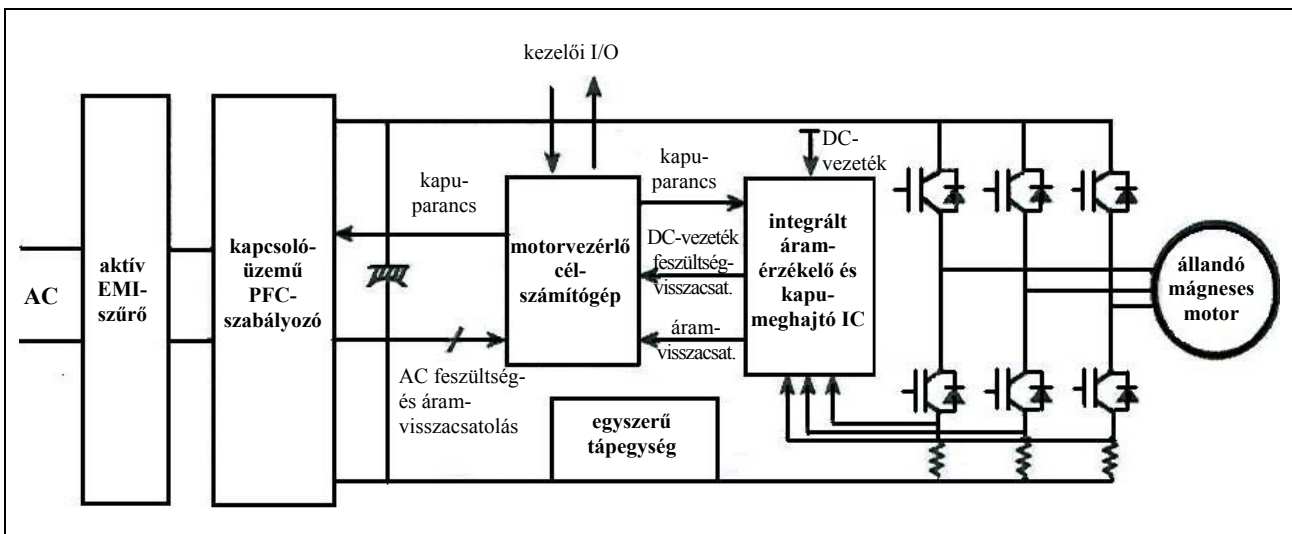 kezelői I/O
DC-
vezeték
kapu-
parancs
kapu-
parancs
AC
aktív
EMI-
szűrő
kapcsoló-
üzemű
PFC-
szabályozó
motorvezérlő
cél-
számítógép
DC-vezeték
feszültség-
visszacsat.
áram-
visszacsat.
integrált
áram-
érzékelő és
kapu-
meghajtó IC
állandó
mágneses
motor
AC feszültség-
és áram-
visszacsatolás
egyszerű
tápegység